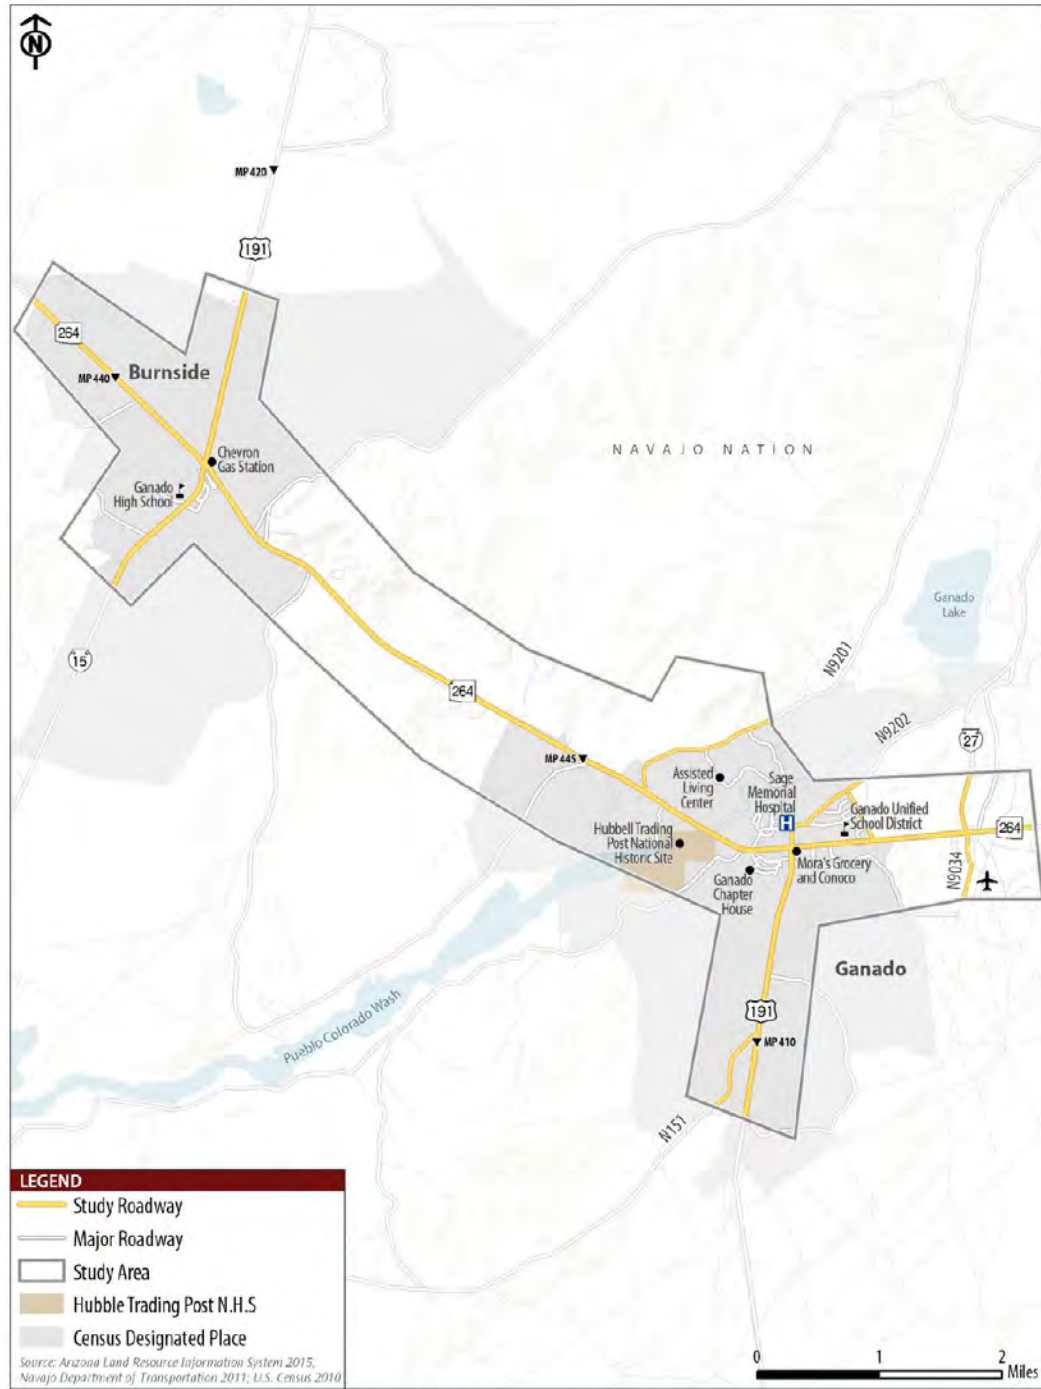 N
MP 420
191
264
Burnside
MP 440
Chevron
Gas Station
Ganado
High School
NAVAJO NATION
Ganado
Lake
15
N9201
264
N9202
27
MP 445
Assisted
Living
Center
Sage
Memorial
Hospital
H
Ganado Unified
School District
264
Hubbell Trading
Post National
Historic Site
Mora's Grocery
and Conoco
N9034
Ganado
Chapter
House
Ganado
191
Pueblo Colorado Wash
MP 410
N151
LEGEND
Study Roadway
Major Roadway
Study Area
Hubble Trading Post N.H.S
Census Designated Place
Source: Arizona Land Resource Information System 2015;
Navajo Department of Transportation 2011; U.S. Census 2010
0 1 2
Miles